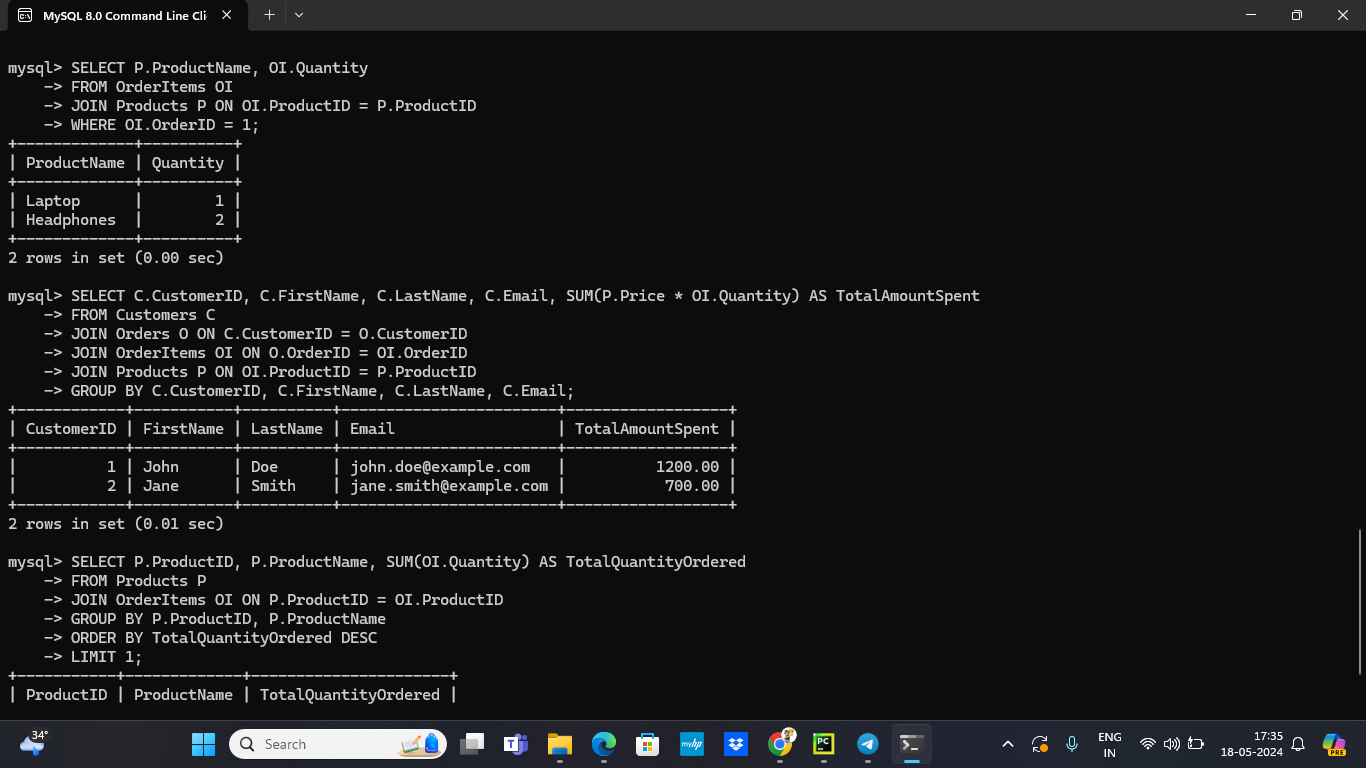 MySQL 8.0 Command Line Cli
mysql> SELECT P.ProductName, OI.Quantity
    -> FROM OrderItems OI
    -> JOIN Products P ON OI.ProductID = P.ProductID
    -> WHERE OI.OrderID = 1;
+-------------+----------+
| ProductName | Quantity |
+-------------+----------+
| Laptop      |        1 |
| Headphones  |        2 |
+-------------+----------+
2 rows in set (0.00 sec)
mysql> SELECT C.CustomerID, C.FirstName, C.LastName, C.Email, SUM(P.Price * OI.Quantity) AS TotalAmountSpent
    -> FROM Customers C
    -> JOIN Orders O ON C.CustomerID = O.CustomerID
    -> JOIN OrderItems OI ON O.OrderID = OI.OrderID
    -> JOIN Products P ON OI.ProductID = P.ProductID
    -> GROUP BY C.CustomerID, C.FirstName, C.LastName, C.Email;
+------------+-----------+----------+------------------------+------------------+
| CustomerID | FirstName | LastName | Email                  | TotalAmountSpent |
+------------+-----------+----------+------------------------+------------------+
|          1 | John      | Doe      | john.doe@example.com   |          1200.00 |
|          2 | Jane      | Smith    | jane.smith@example.com |           700.00 |
+------------+-----------+----------+------------------------+------------------+
2 rows in set (0.01 sec)
mysql> SELECT P.ProductID, P.ProductName, SUM(OI.Quantity) AS TotalQuantityOrdered
    -> FROM Products P
    -> JOIN OrderItems OI ON P.ProductID = OI.ProductID
    -> GROUP BY P.ProductID, P.ProductName
    -> ORDER BY TotalQuantityOrdered DESC
    -> LIMIT 1;
+-----------+-------------+----------------------+
| ProductID | ProductName | TotalQuantityOrdered |
34°
Search
myhp
PC
ENG
IN
17:35
18-05-2024
PRE